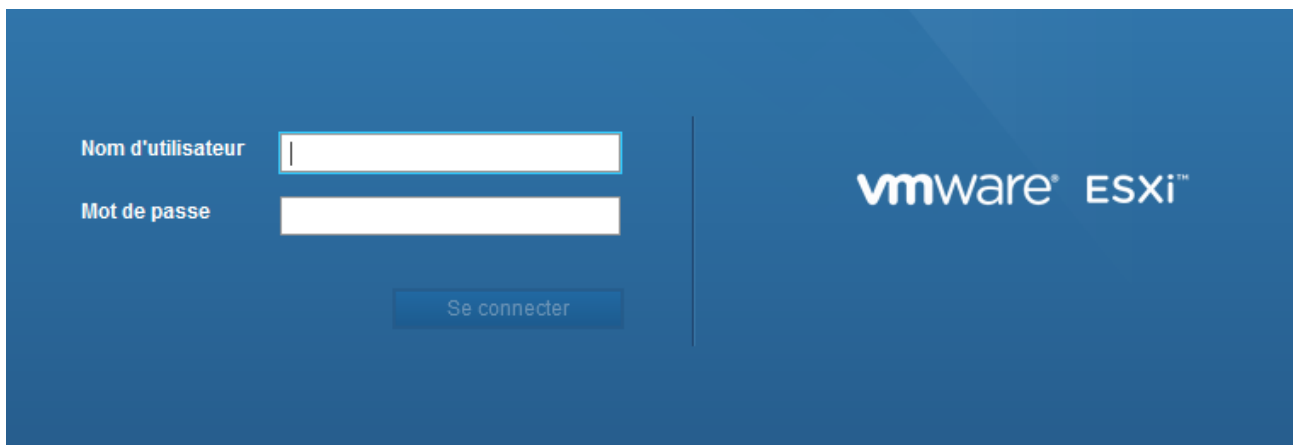 Nom d'utilisateur
Mot de passe
Se connecter
vmware® ESXi™